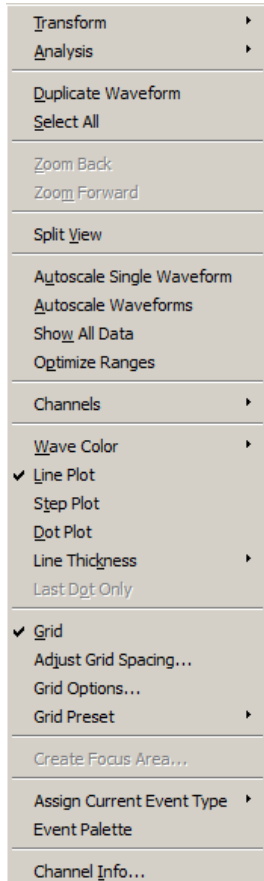 Transform
Analysis
Duplicate Waveform
Select All
Zoom Back
Zoom Forward
Split View
Autoscale Single Waveform
Autoscale Waveforms
Show All Data
Optimize Ranges
Channels
Wave Color
Line Plot
Step Plot
Dot Plot
Line Thickness
Last Dot Only
Grid
Adjust Grid Spacing...
Grid Options...
Grid Preset
Create Focus Area...
Assign Current Event Type
Event Palette
Channel Info...